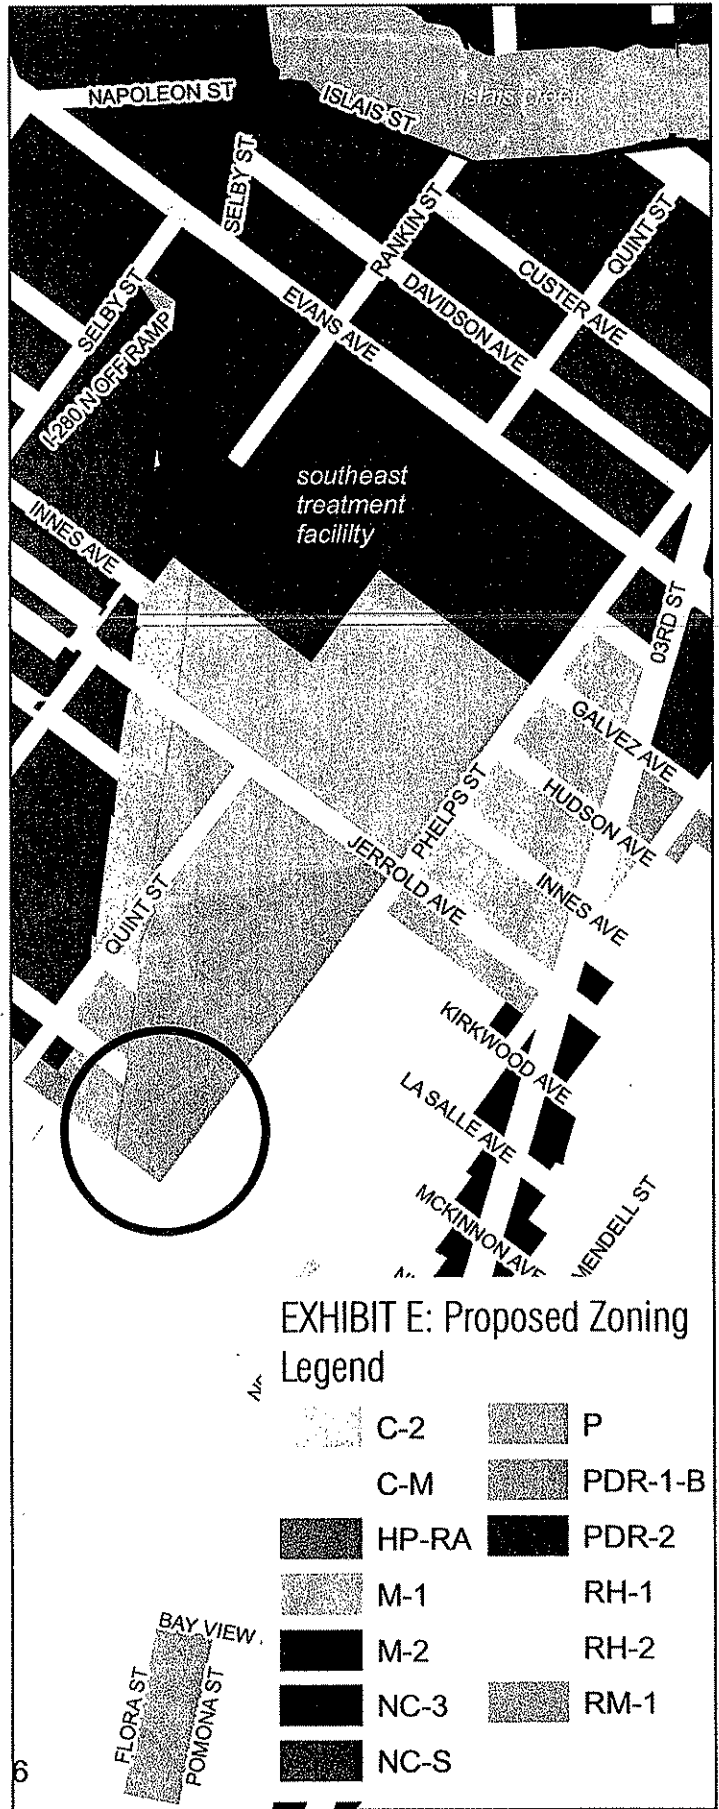 NAPOLEON ST
ISLAIS ST
islais creek
SELBY ST
RANKIN ST
QUINT ST
CUSTER AVE
DAVIDSON AVE
EVANS AVE
SELBY ST
I-280 N OFF-RAMP
southeast
treatment
facililty
INNES AVE
03RD ST
GALVEZ AVE
HUDSON AVE
PHELPS ST
INNES AVE
JERROLD AVE
QUINT ST
KIRKWOOD AVE
LA SALLE AVE
MCKINNON AVE
MENDELL ST
EXHIBIT E: Proposed Zoning
Legend
C-2
P
C-M
PDR-1-B
HP-RA
PDR-2
M-1
RH-1
M-2
RH-2
NC-3
RM-1
NC-S
BAY VIEW
FLORA ST
POMONA ST
6